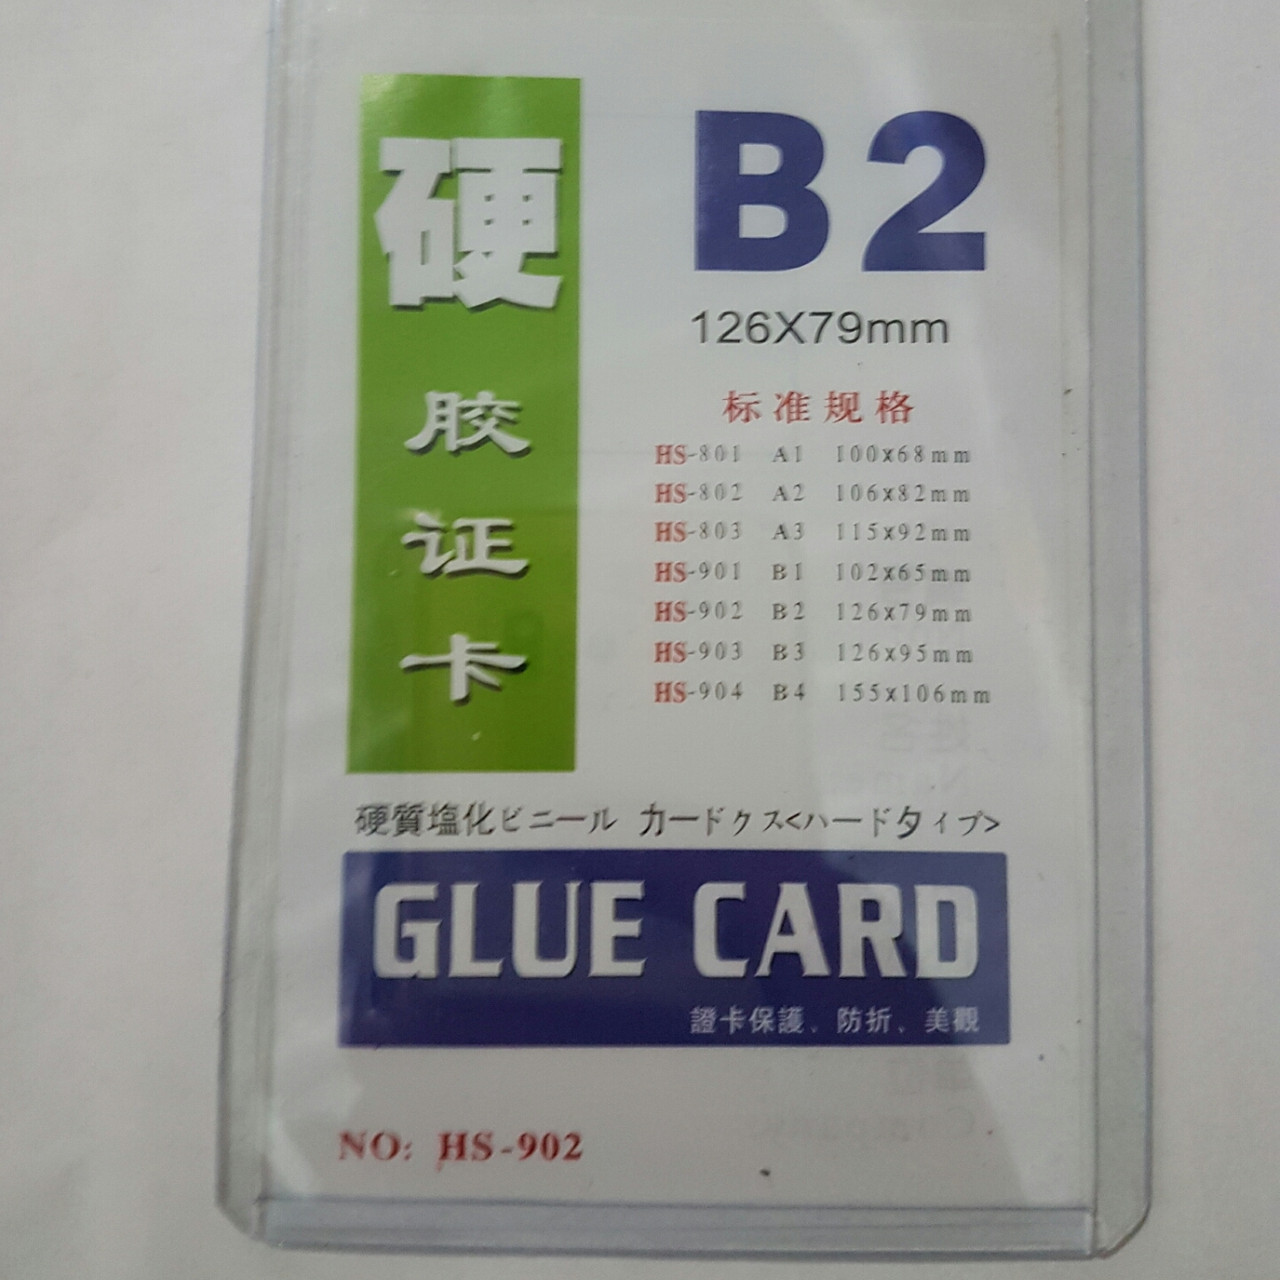 硬
胶
证
卡
B2
126X79mm
标准规格
HS-801 A1 100x68mm
HS-802 A2 106x82mm
HS-803 A3 115x92mm
HS-901 B1 102x65mm
HS-902 B2 126x79mm
HS-903 B3 126x95mm
HS-904 B4 155x106mm
硬質塩化ビニール カードクス<ハードタイプ>
GLUE CARD
證卡保護、防折、美觀
NO: HS-902